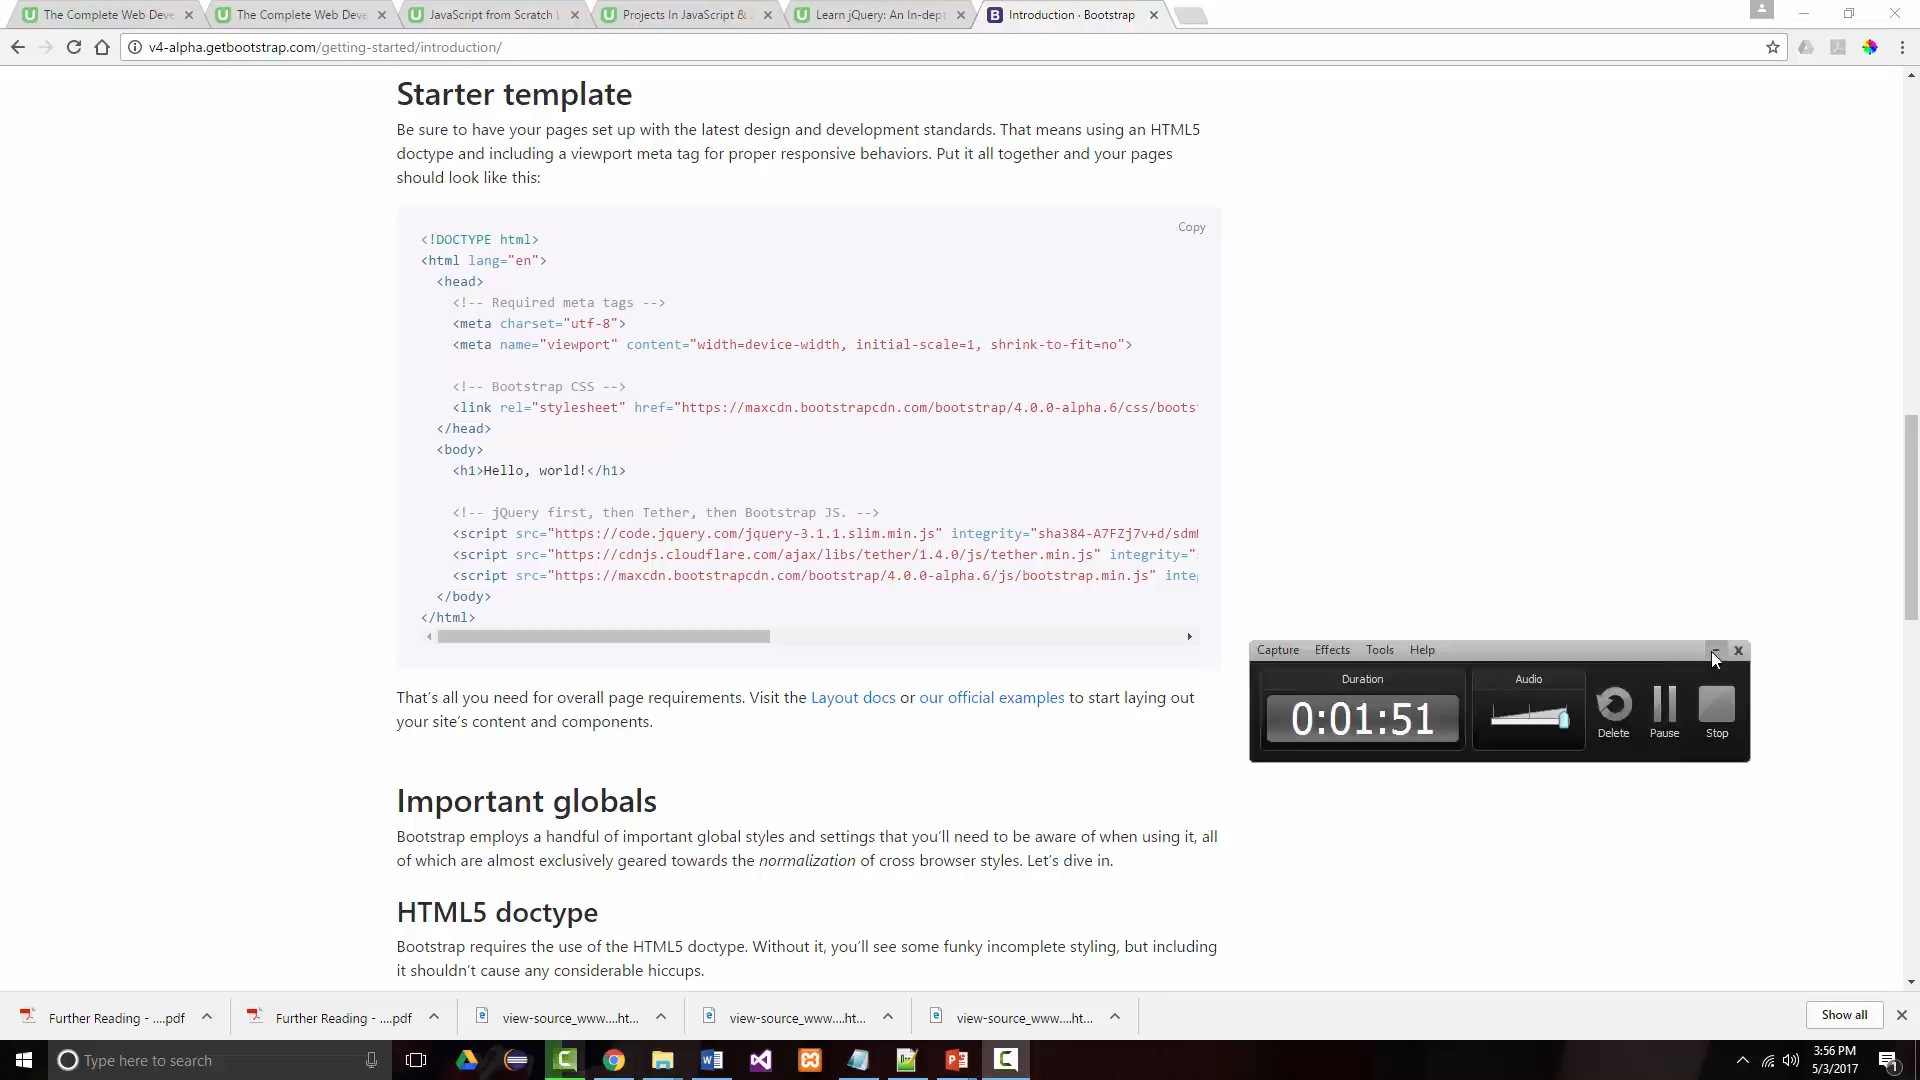 The Complete Web Deve
The Complete Web Deve
JavaScript from Scratch
Projects In JavaScript &
Learn jQuery: An In-dept
Introduction · Bootstrap
v4-alpha.getbootstrap.com/getting-started/introduction/
Starter template
Be sure to have your pages set up with the latest design and development standards. That means using an HTML5
doctype and including a viewport meta tag for proper responsive behaviors. Put it all together and your pages
should look like this:
Copy
<!DOCTYPE html>
<html lang="en">
<head>
<!-- Required meta tags -->
<meta charset="utf-8">
<meta name="viewport" content="width=device-width, initial-scale=1, shrink-to-fit=no">
<!-- Bootstrap CSS -->
<link rel="stylesheet" href="https://maxcdn.bootstrapcdn.com/bootstrap/4.0.0-alpha.6/css/boots
</head>
<body>
<h1>Hello, world!</h1>
<!-- jQuery first, then Tether, then Bootstrap JS. -->
<script src="https://code.jquery.com/jquery-3.1.1.slim.min.js" integrity="sha384-A7FZj7v+d/sdm
<script src="https://cdnjs.cloudflare.com/ajax/libs/tether/1.4.0/js/tether.min.js" integrity="
<script src="https://maxcdn.bootstrapcdn.com/bootstrap/4.0.0-alpha.6/js/bootstrap.min.js" inte
</body>
</html>
Capture Effects Tools Help
Duration
Audio
0:01:51
Delete
Pause
Stop
That's all you need for overall page requirements. Visit the Layout docs or our official examples to start laying out
your site's content and components.
Important globals
Bootstrap employs a handful of important global styles and settings that you'll need to be aware of when using it, all
of which are almost exclusively geared towards the normalization of cross browser styles. Let's dive in.
HTML5 doctype
Bootstrap requires the use of the HTML5 doctype. Without it, you'll see some funky incomplete styling, but including
it shouldn't cause any considerable hiccups.
Further Reading - ....pdf
Further Reading - ....pdf
view-source_www....ht...
view-source_www....ht...
view-source_www....ht...
Show all
Type here to search
3:56 PM
5/3/2017